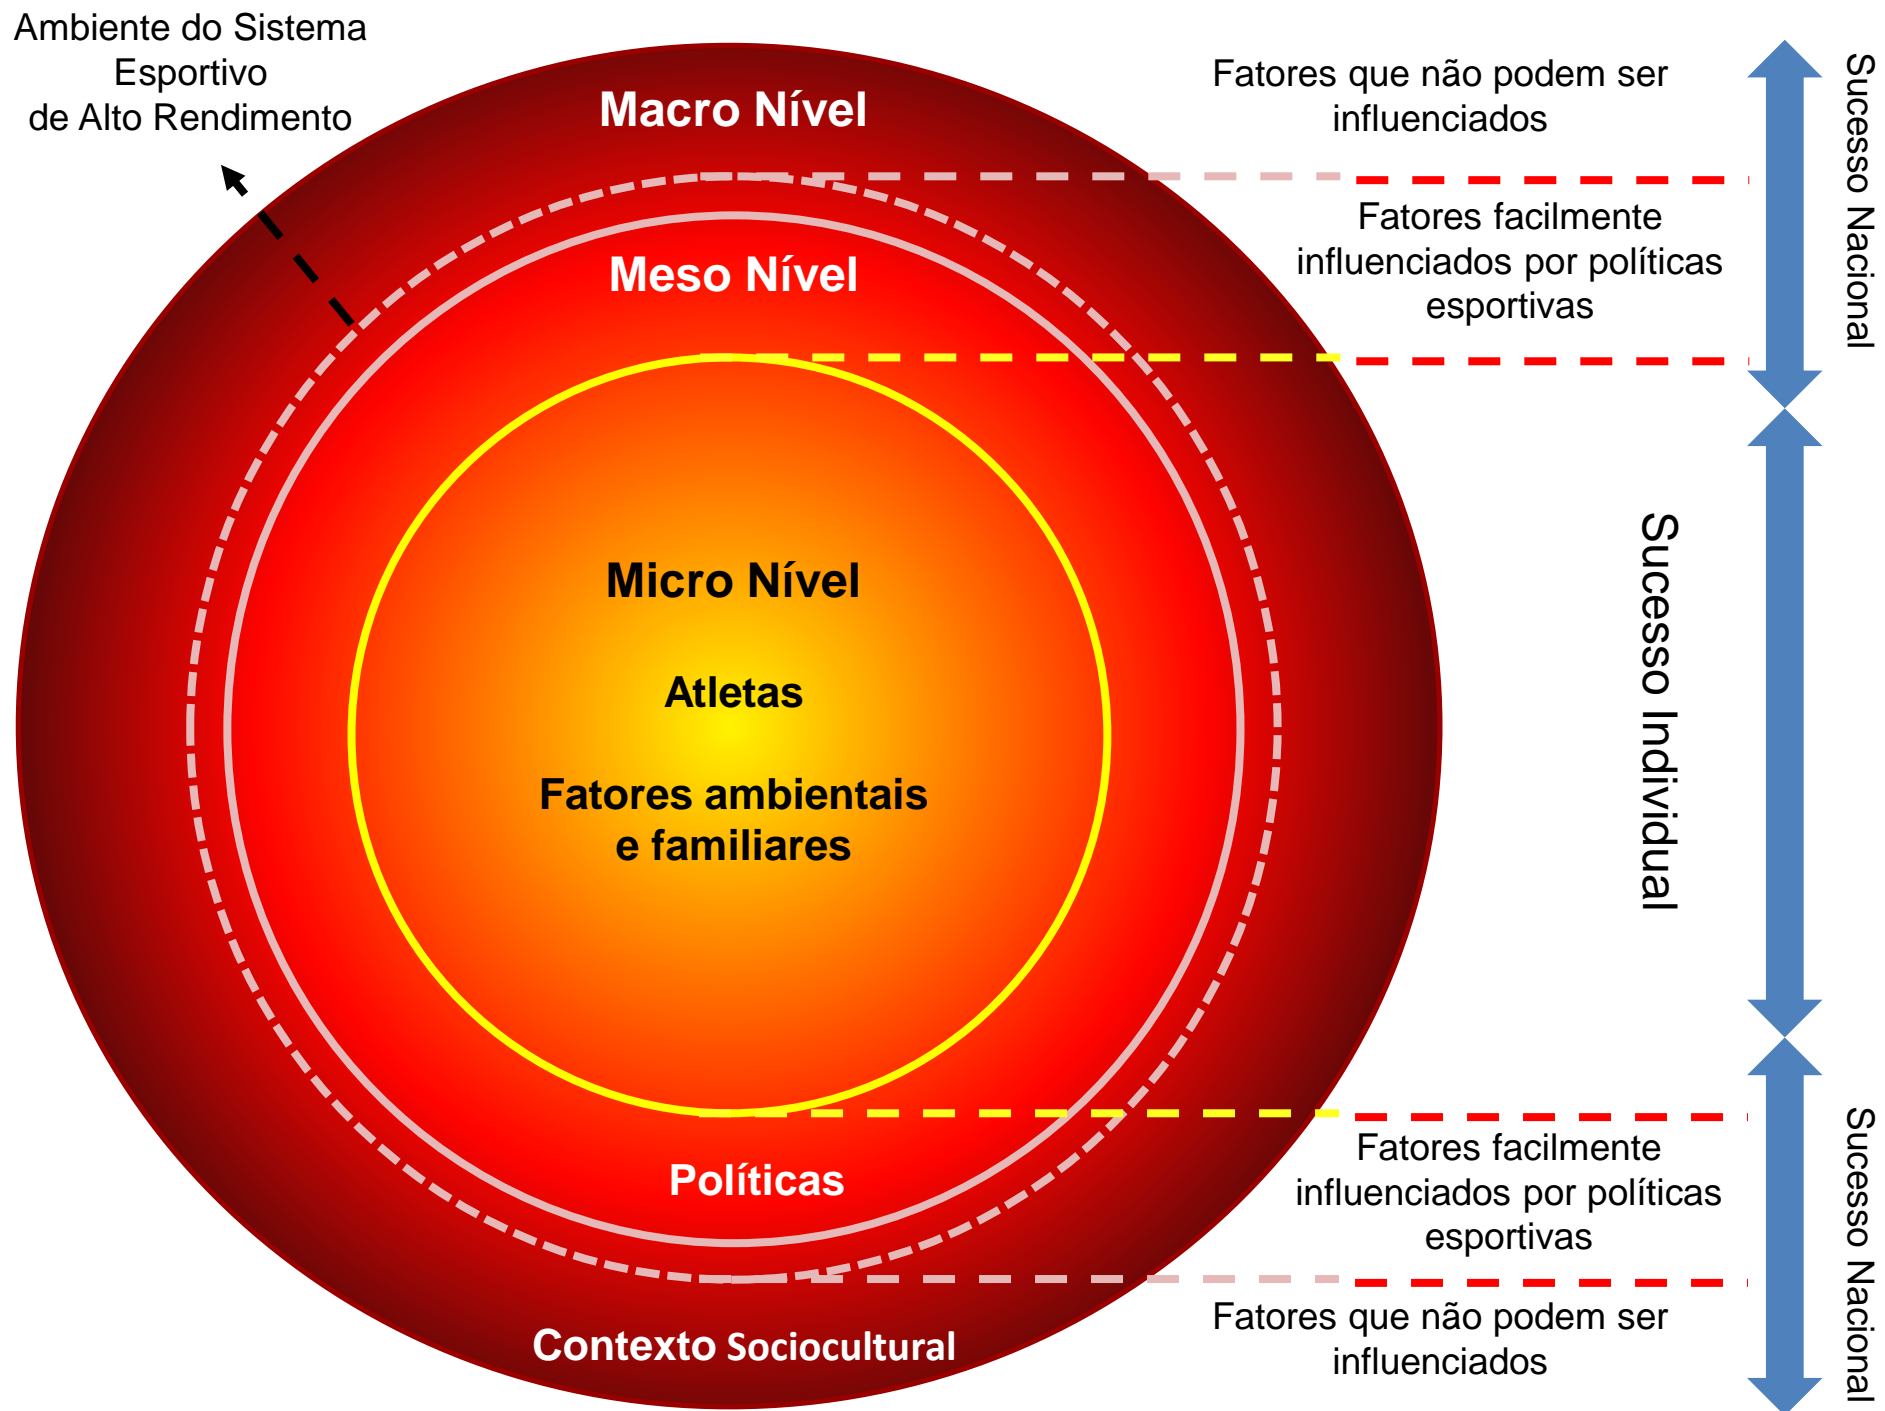 Ambiente do Sistema
Esportivo
de Alto Rendimento
Macro Nível
Fatores que não podem ser
influenciados
Sucesso Nacional
Meso Nível
Fatores facilmente
influenciados por políticas
esportivas
Micro Nível
Atletas
Fatores ambientais
e familiares
Sucesso Individual
Políticas
Fatores facilmente
influenciados por políticas
esportivas
Sucesso Nacional
Contexto Sociocultural
Fatores que não podem ser
influenciados